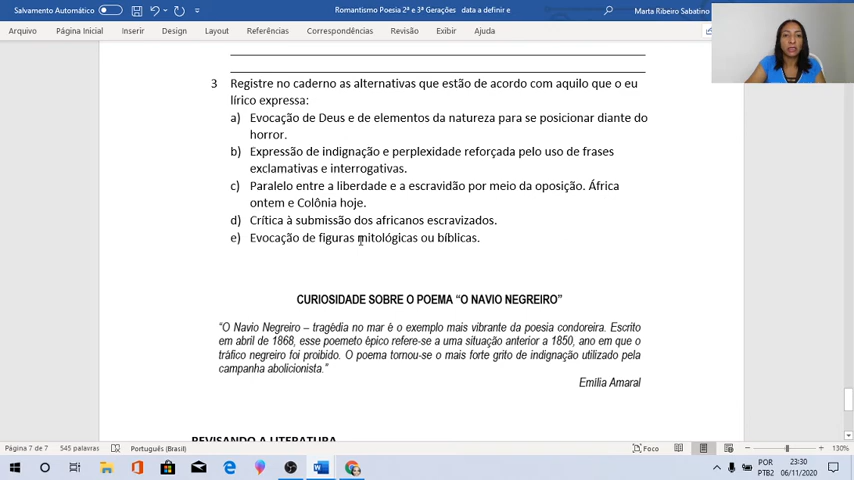 Salvamento Automático
Romantismo Poesia 2ª e 3ª Gerações data a definir e
Marta Ribeiro Sabatino
Arquivo Página Inicial Inserir Design Layout Referências Correspondências Revisão Exibir Ajuda
3 Registre no caderno as alternativas que estão de acordo com aquilo que o eu
lírico expressa:
a) Evocação de Deus e de elementos da natureza para se posicionar diante do
horror.
b) Expressão de indignação e perplexidade reforçada pelo uso de frases
exclamativas e interrogativas.
c) Paralelo entre a liberdade e a escravidão por meio da oposição. África
ontem e Colônia hoje.
d) Crítica à submissão dos africanos escravizados.
e) Evocação de figuras mitológicas ou bíblicas.
CURIOSIDADE SOBRE O POEMA “O NAVIO NEGREIRO”
“O Navio Negreiro – tragédia no mar é o exemplo mais vibrante da poesia condoreira. Escrito
em abril de 1868, esse poemeto épico refere-se a uma situação anterior a 1850, ano em que o
tráfico negreiro foi proibido. O poema tornou-se o mais forte grito de indignação utilizado pela
campanha abolicionista.”
Emília Amaral
REVISANDO A LITERATURA
Página 7 de 7 545 palavras Português (Brasil) Foco 130%
POR
PTB2
23:30
06/11/2020